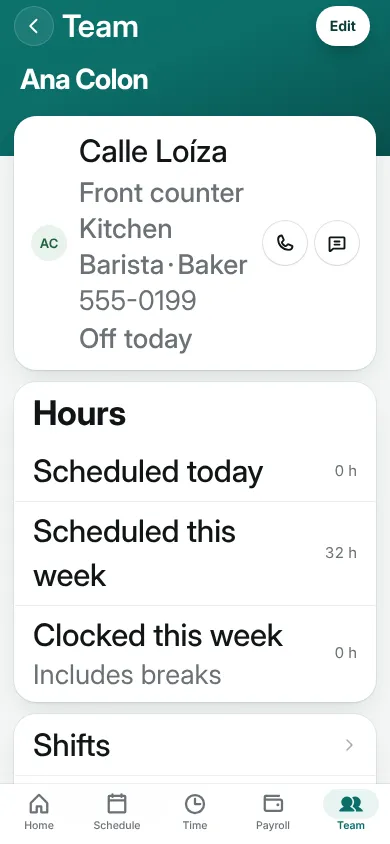 Team
Edit
Ana Colon
Calle Loíza
Front counter
Kitchen
Barista · Baker
555-0199
Off today
AC
Hours
Scheduled today
0 h
Scheduled this
week
32 h
Clocked this week
Includes breaks
0 h
Shifts
Home
Schedule
Time
Payroll
Team